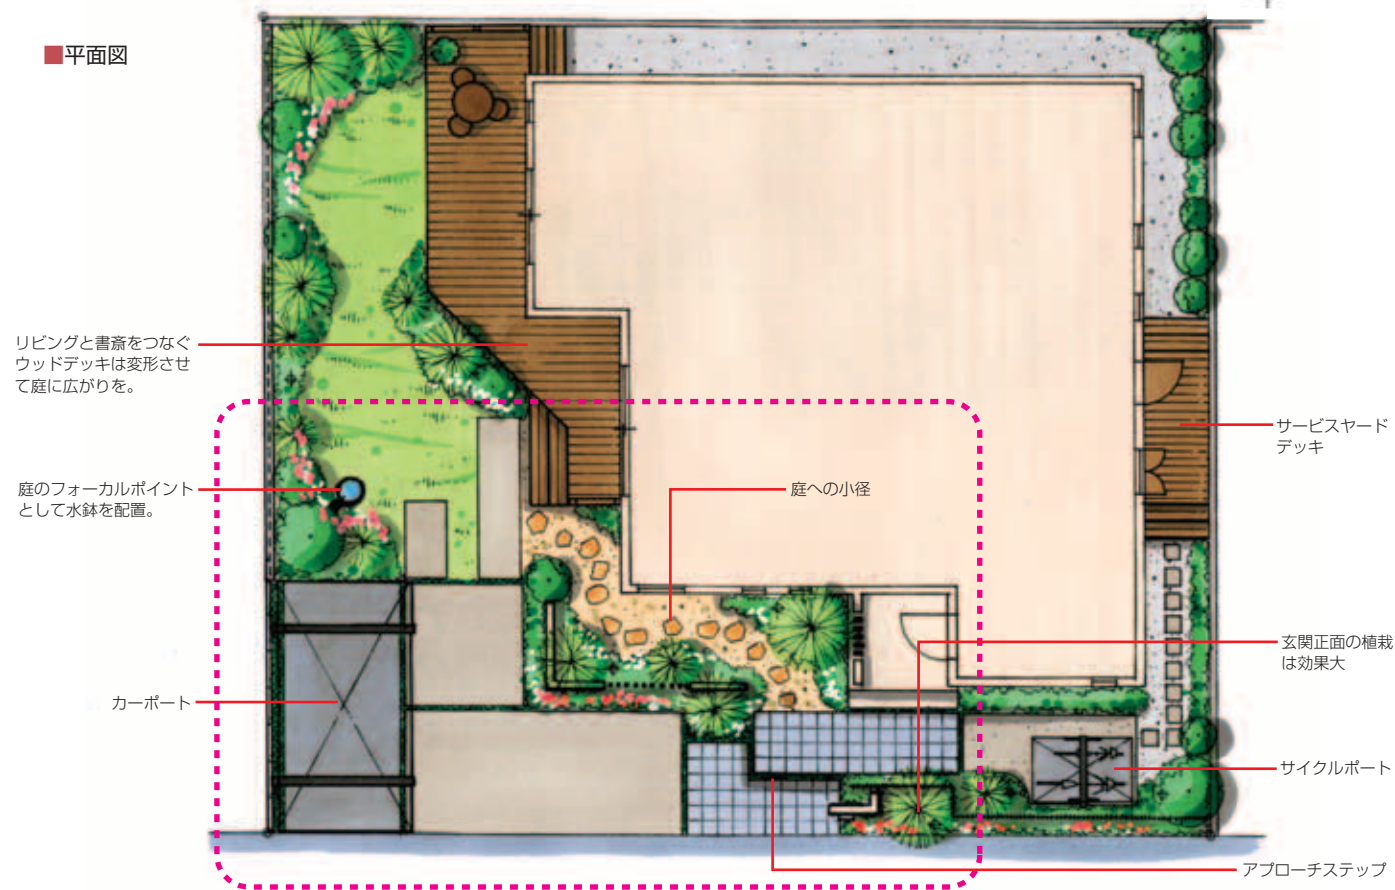 ■平面図
リビングと書斎をつなぐ
ウッドデッキは変形させ
て庭に広がりを。
庭のフォーカルポイント
として水鉢を配置。
カーポート
庭への小径
サービスヤード
デッキ
玄関正面の植栽
は効果大
サイクルポート
アプローチステップ